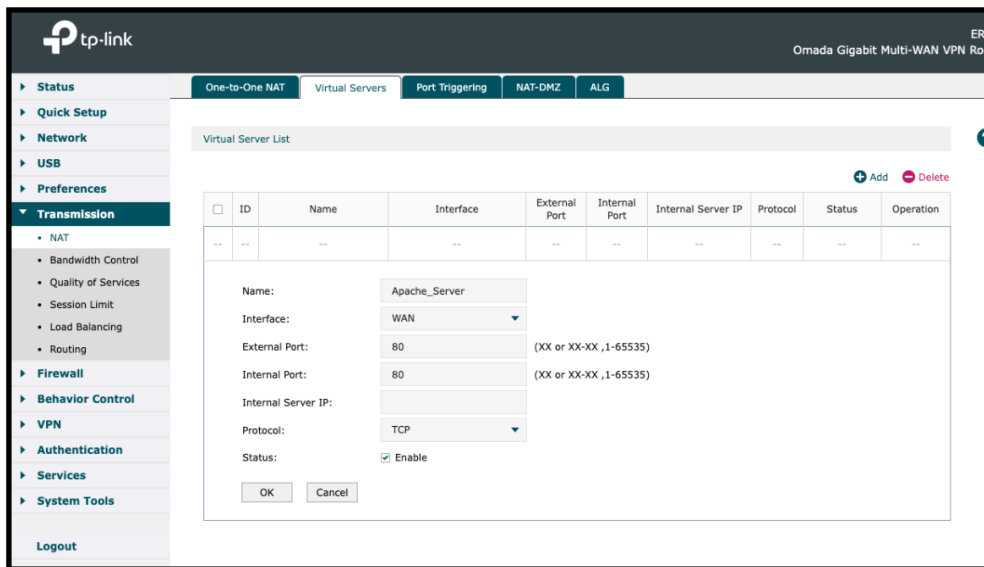 tp-link
ER
Omada Gigabit Multi-WAN VPN Ro
Status
Quick Setup
Network
USB
Preferences
Transmission
NAT
Bandwidth Control
Quality of Services
Session Limit
Load Balancing
Routing
Firewall
Behavior Control
VPN
Authentication
Services
System Tools
Logout
One-to-One NAT Virtual Servers Port Triggering NAT-DMZ ALG
Virtual Server List
Add Delete
ID Name Interface External Port Internal Port Internal Server IP Protocol Status Operation
-- -- -- -- -- -- -- -- -- --
Name: Apache_Server
Interface: WAN
External Port: 80 (XX or XX-XX ,1-65535)
Internal Port: 80 (XX or XX-XX ,1-65535)
Internal Server IP:
Protocol: TCP
Status: Enable
OK Cancel